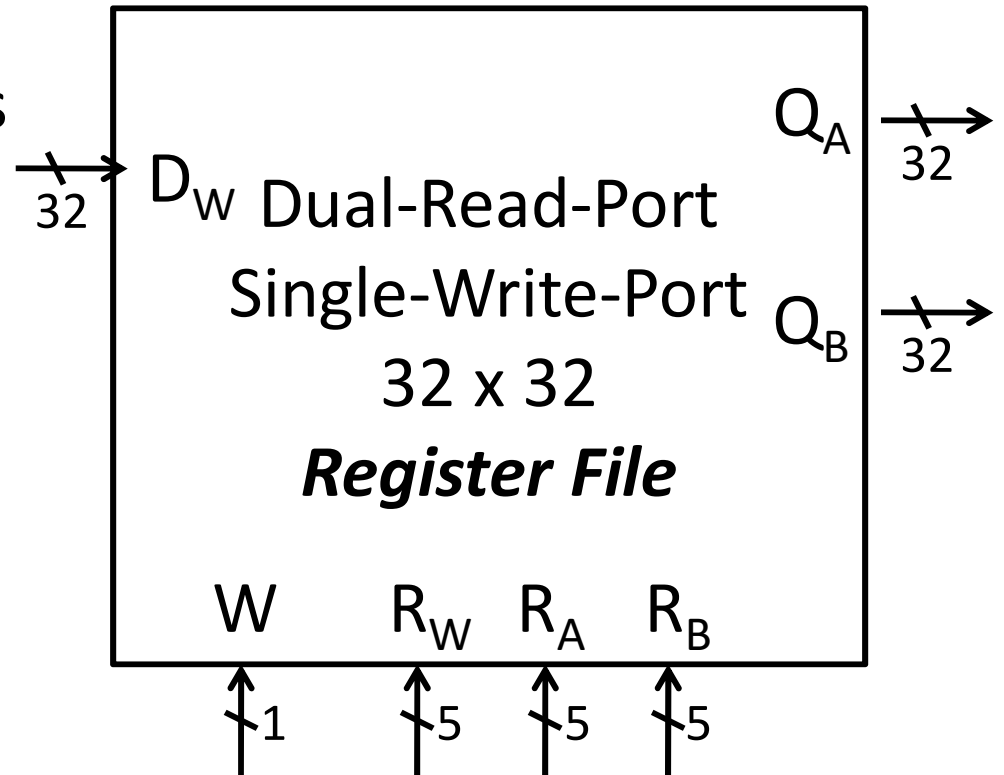 s
Q_A
32
D_W
32
Dual-Read-Port
Single-Write-Port
Q_B
32
32 x 32
Register File
W R_W R_A R_B
1 5 5 5